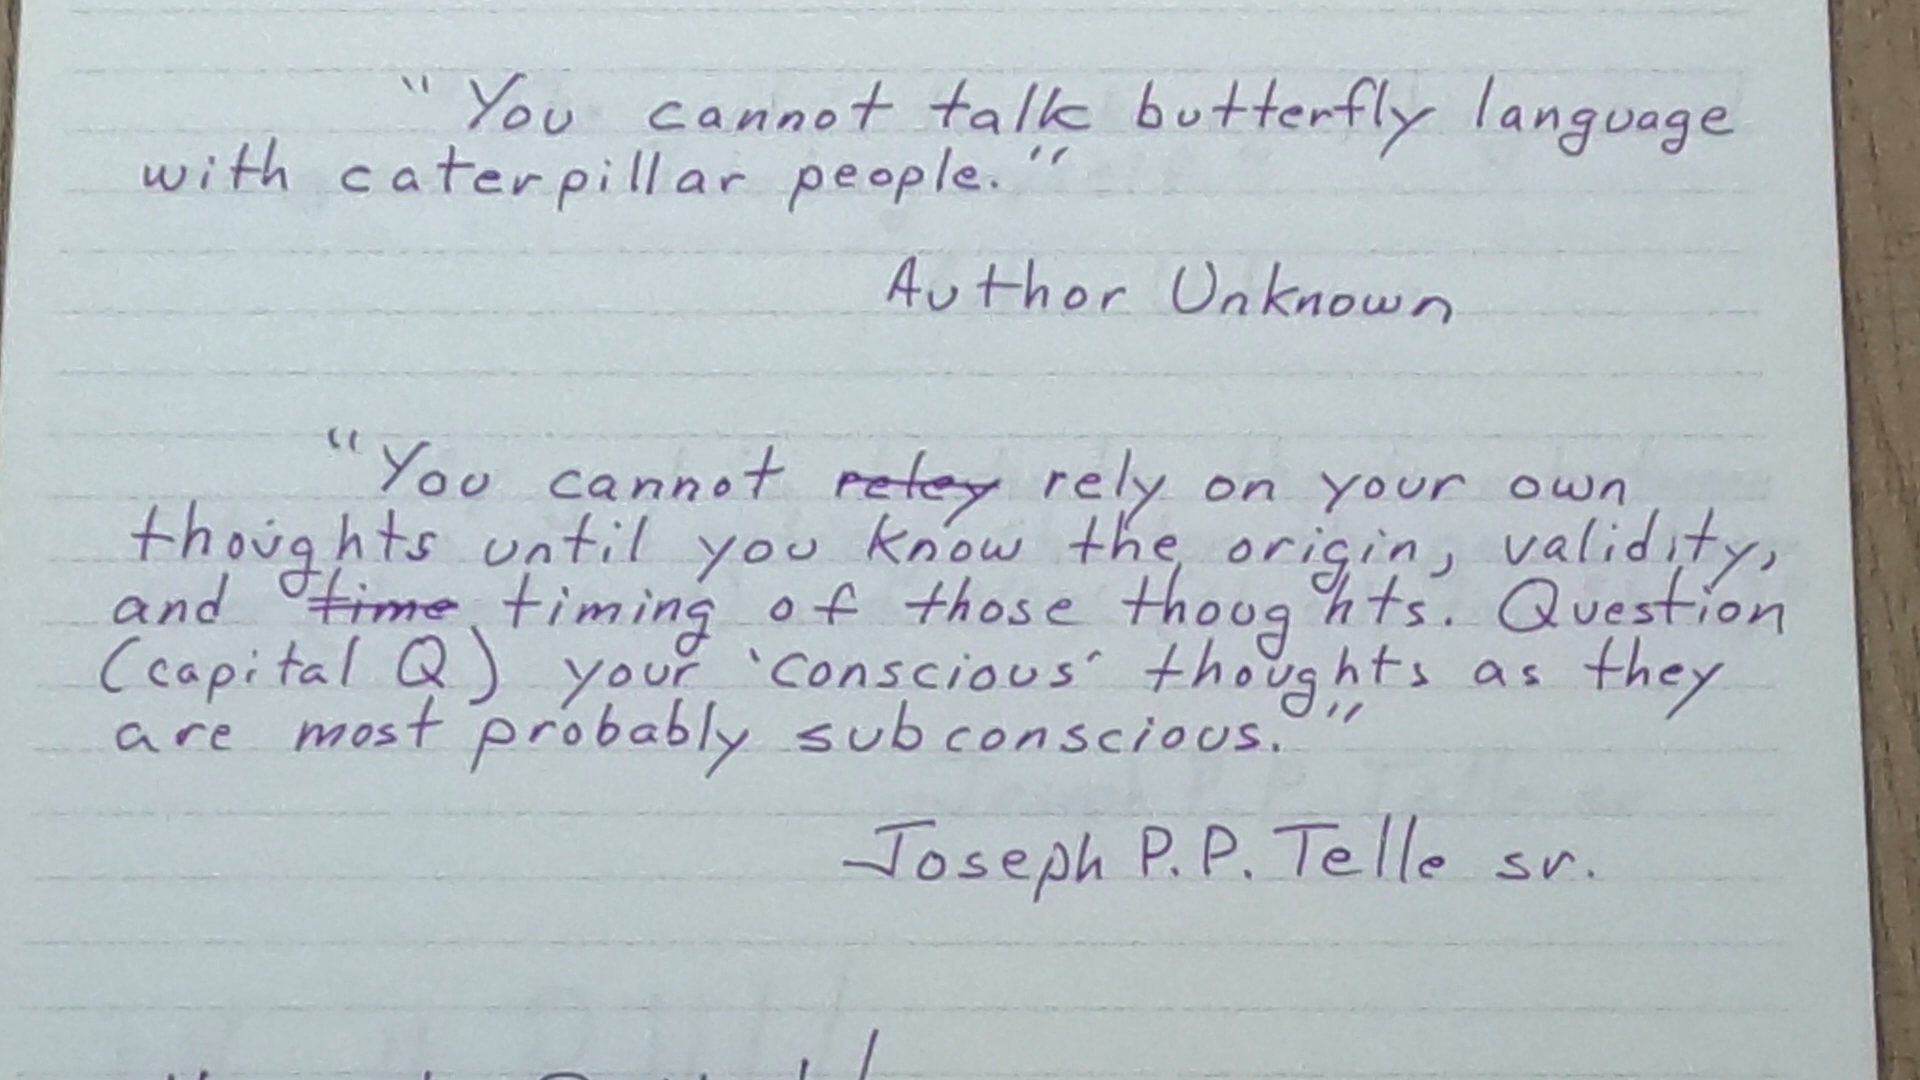 "You cannot talk butterfly language
with caterpillar people."
Author Unknown
"You cannot reley rely on your own
thoughts until you know the origin, validity,
and time timing of those thoughts. Question
(capital Q) your 'conscious' thoughts as they
are most probably subconscious."
Joseph P.P. Telle sr.